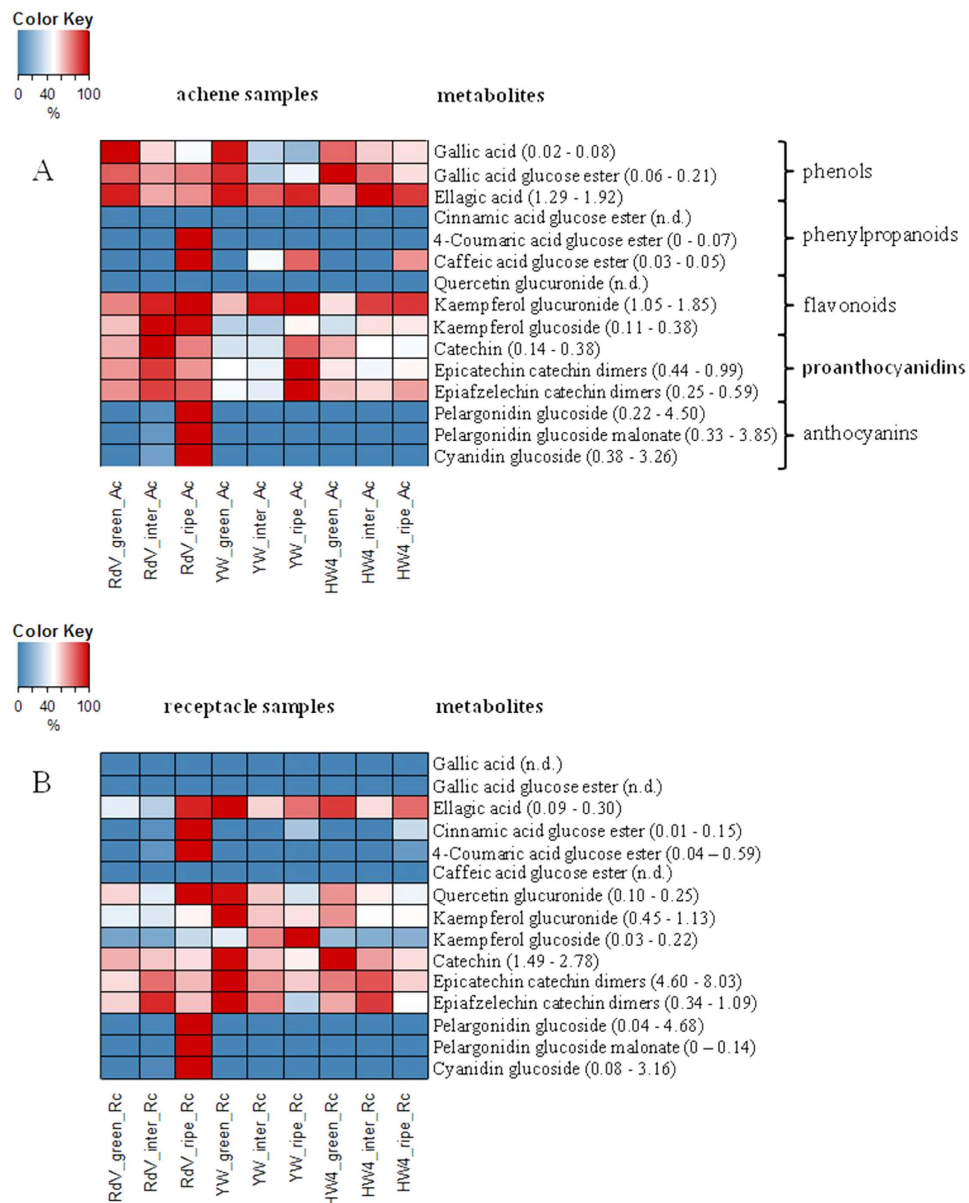 Color Key
0 40 100
%
achene samples metabolites
A
Gallic acid (0.02 - 0.08)
Gallic acid glucose ester (0.06 - 0.21)
Ellagic acid (1.29 - 1.92)
Cinnamic acid glucose ester (n.d.)
4-Coumaric acid glucose ester (0 - 0.07)
Caffeic acid glucose ester (0.03 - 0.05)
Quercetin glucuronide (n.d.)
Kaempferol glucuronide (1.05 - 1.85)
Kaempferol glucoside (0.11 - 0.38)
Catechin (0.14 - 0.38)
Epicatechin catechin dimers (0.44 - 0.99)
Epiafzelechin catechin dimers (0.25 - 0.59)
Pelargonidin glucoside (0.22 - 4.50)
Pelargonidin glucoside malonate (0.33 - 3.85)
Cyanidin glucoside (0.38 - 3.26)
phenols
phenylpropanoids
flavonoids
proanthocyanidins
anthocyanins
RdV_green_Ac
RdV_inter_Ac
RdV_ripe_Ac
YW_green_Ac
YW_inter_Ac
YW_ripe_Ac
HW4_green_Ac
HW4_inter_Ac
HW4_ripe_Ac
Color Key
0 40 100
%
receptacle samples metabolites
B
Gallic acid (n.d.)
Gallic acid glucose ester (n.d.)
Ellagic acid (0.09 - 0.30)
Cinnamic acid glucose ester (0.01 - 0.15)
4-Coumaric acid glucose ester (0.04 – 0.59)
Caffeic acid glucose ester (n.d.)
Quercetin glucuronide (0.10 - 0.25)
Kaempferol glucuronide (0.45 - 1.13)
Kaempferol glucoside (0.03 - 0.22)
Catechin (1.49 - 2.78)
Epicatechin catechin dimers (4.60 - 8.03)
Epiafzelechin catechin dimers (0.34 - 1.09)
Pelargonidin glucoside (0.04 - 4.68)
Pelargonidin glucoside malonate (0 – 0.14)
Cyanidin glucoside (0.08 - 3.16)
RdV_green_Rc
RdV_inter_Rc
RdV_ripe_Rc
YW_green_Rc
YW_inter_Rc
YW_ripe_Rc
HW4_green_Rc
HW4_inter_Rc
HW4_ripe_Rc